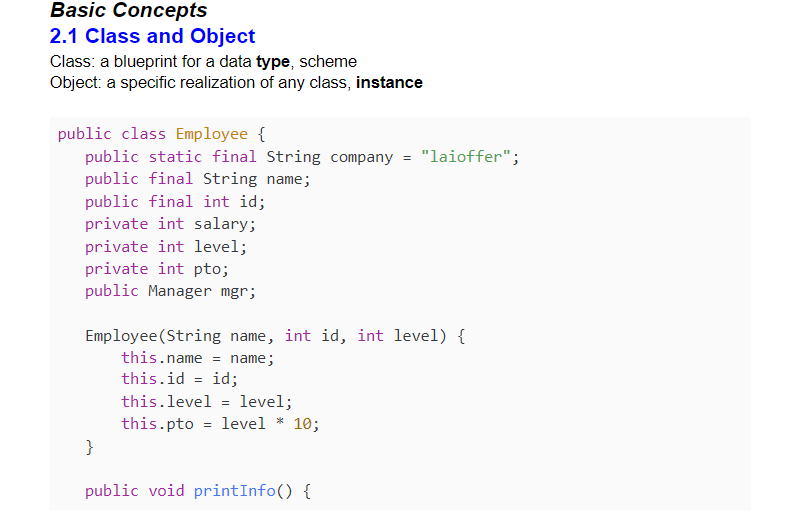 Basic Concepts
2.1 Class and Object
Class: a blueprint for a data type, scheme
Object: a specific realization of any class, instance
public class Employee {
public static final String company = "laioffer";
public final String name;
public final int id;
private int salary;
private int level;
private int pto;
public Manager mgr;
Employee(String name, int id, int level) {
this.name = name;
this.id = id;
this.level = level;
this.pto = level * 10;
}
public void printInfo() {